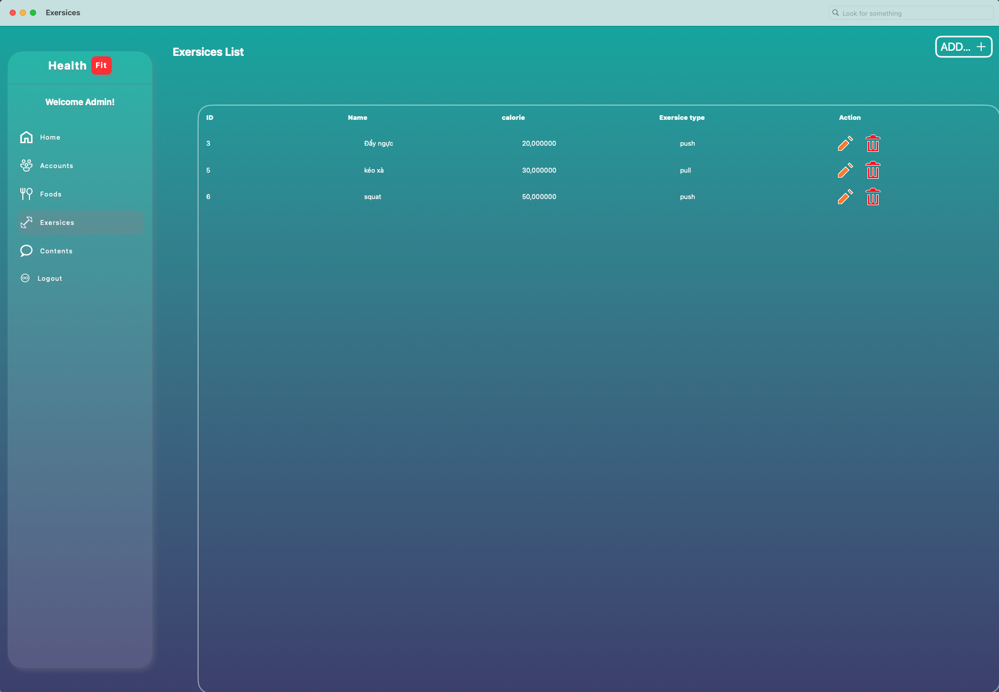 Exersices
Look for something
Exersices List
ADD...
Health Fit
Welcome Admin!
Home
Accounts
Foods
Exersices
Contents
Logout
ID Name calorie Exersice type Action
3 Đẩy ngực 20,000000 push
5 kéo xà 30,000000 pull
6 squat 50,000000 push